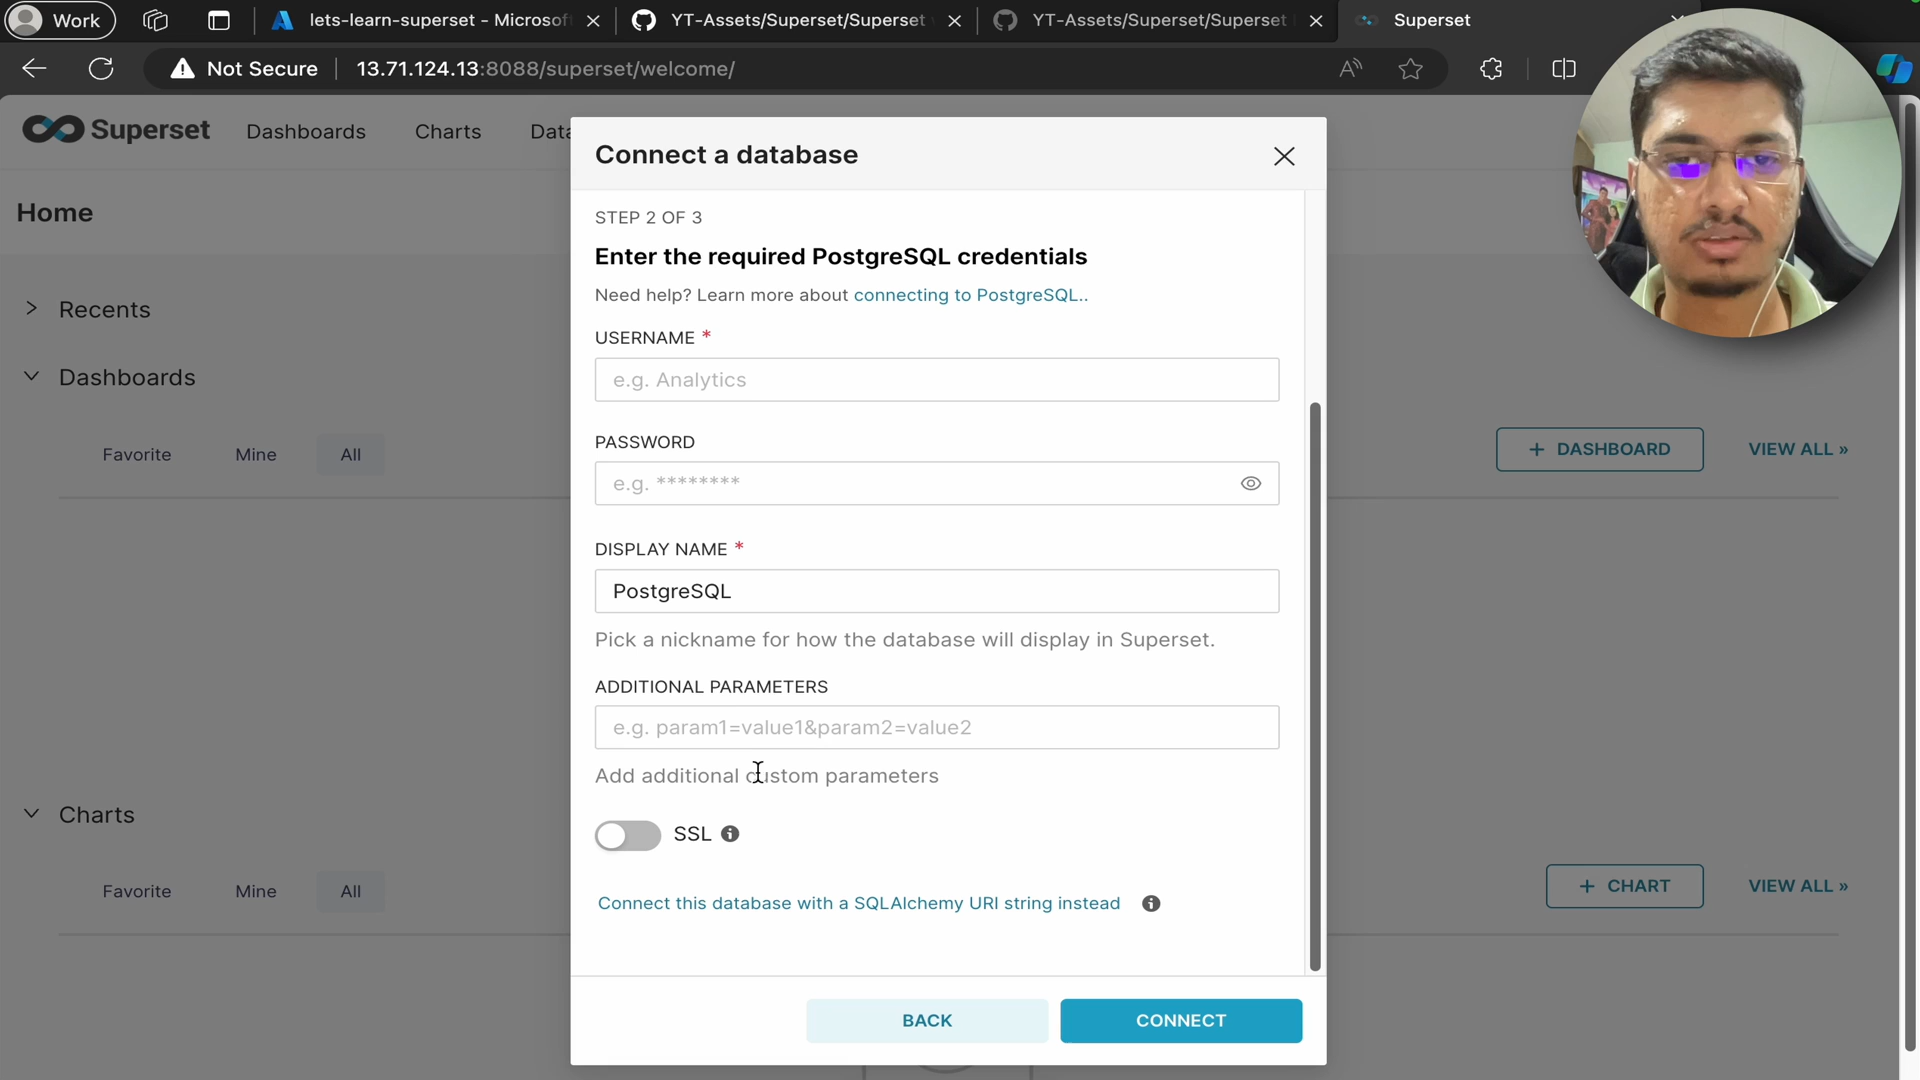 Work
lets-learn-superset - Microsof
YT-Assets/Superset/Superset
YT-Assets/Superset/Superset
Superset
Not Secure
13.71.124.13:8088/superset/welcome/
Superset
Dashboards
Charts
Data
Home
Recents
Dashboards
Favorite
Mine
All
+ DASHBOARD
VIEW ALL »
Charts
Favorite
Mine
All
+ CHART
VIEW ALL »
Connect a database
STEP 2 OF 3
Enter the required PostgreSQL credentials
Need help? Learn more about connecting to PostgreSQL..
USERNAME *
e.g. Analytics
PASSWORD
e.g. ********
DISPLAY NAME *
PostgreSQL
Pick a nickname for how the database will display in Superset.
ADDITIONAL PARAMETERS
e.g. param1=value1&param2=value2
Add additional custom parameters
SSL
Connect this database with a SQLAlchemy URI string instead
BACK
CONNECT